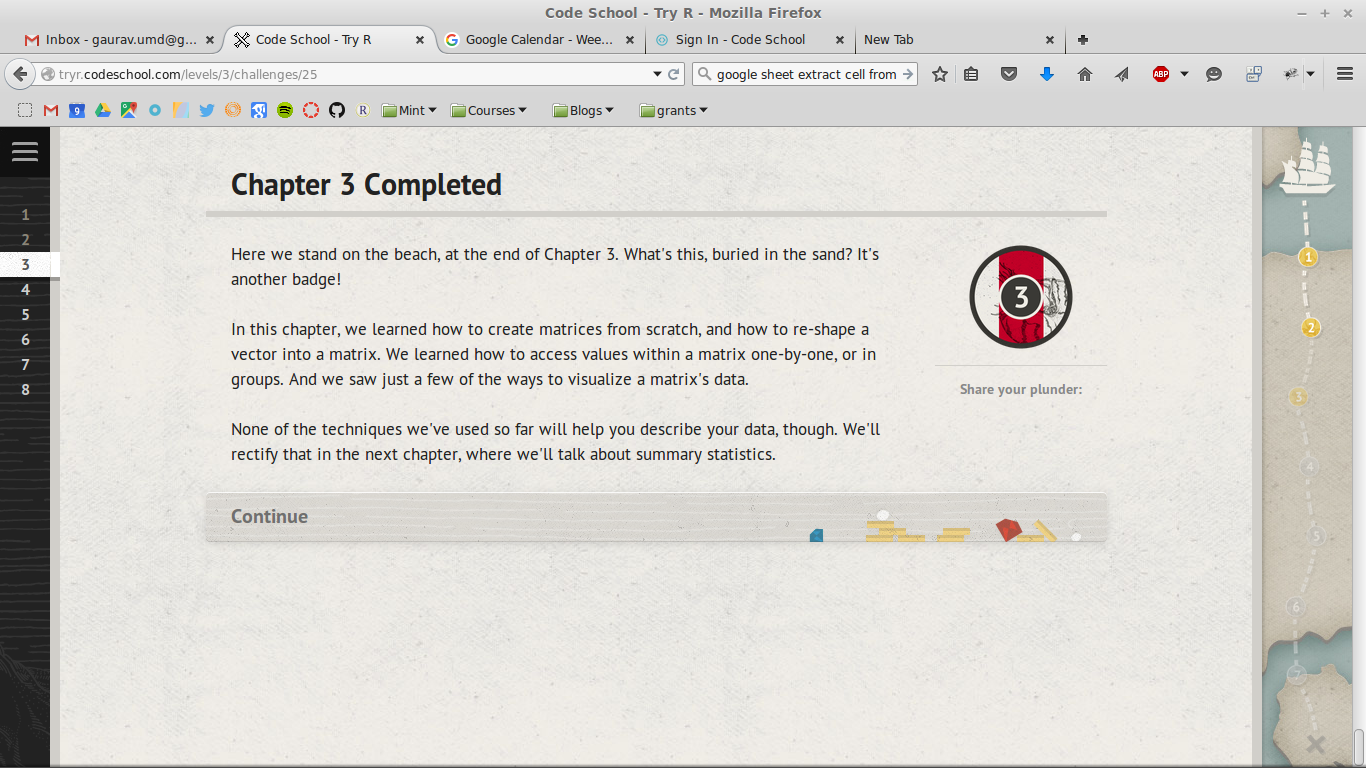 Code School - Try R - Mozilla Firefox
Inbox - gaurav.umd@g... Code School - Try R Google Calendar - Wee... Sign In - Code School New Tab
tryr.codeschool.com/levels/3/challenges/25 google sheet extract cell from ABP
9 R Mint Courses Blogs grants
1
2
3
4
5
6
7
8
Chapter 3 Completed
Here we stand on the beach, at the end of Chapter 3. What's this, buried in the sand? It's
another badge!
In this chapter, we learned how to create matrices from scratch, and how to re-shape a
vector into a matrix. We learned how to access values within a matrix one-by-one, or in
groups. And we saw just a few of the ways to visualize a matrix's data.
None of the techniques we've used so far will help you describe your data, though. We'll
rectify that in the next chapter, where we'll talk about summary statistics.
Continue
3
Share your plunder:
1
2
3
4
5
6
7